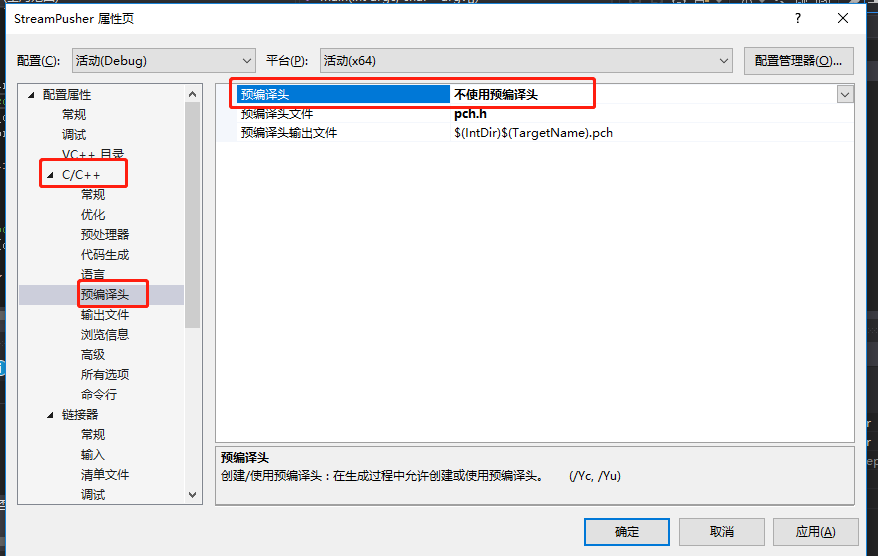 StreamPusher 属性页
?
配置(C):
活动(Debug)
平台(P):
活动(x64)
配置管理器(O)...
配置属性
常规
调试
VC++ 目录
C/C++
常规
优化
预处理器
代码生成
语言
预编译头
输出文件
浏览信息
高级
所有选项
命令行
链接器
常规
输入
清单文件
调试
预编译头 不使用预编译头
预编译头文件 pch.h
预编译头输出文件 $(IntDir)$(TargetName).pch
预编译头
创建/使用预编译头 : 在生成过程中允许创建或使用预编译头。 (/Yc, /Yu)
确定
取消
应用(A)